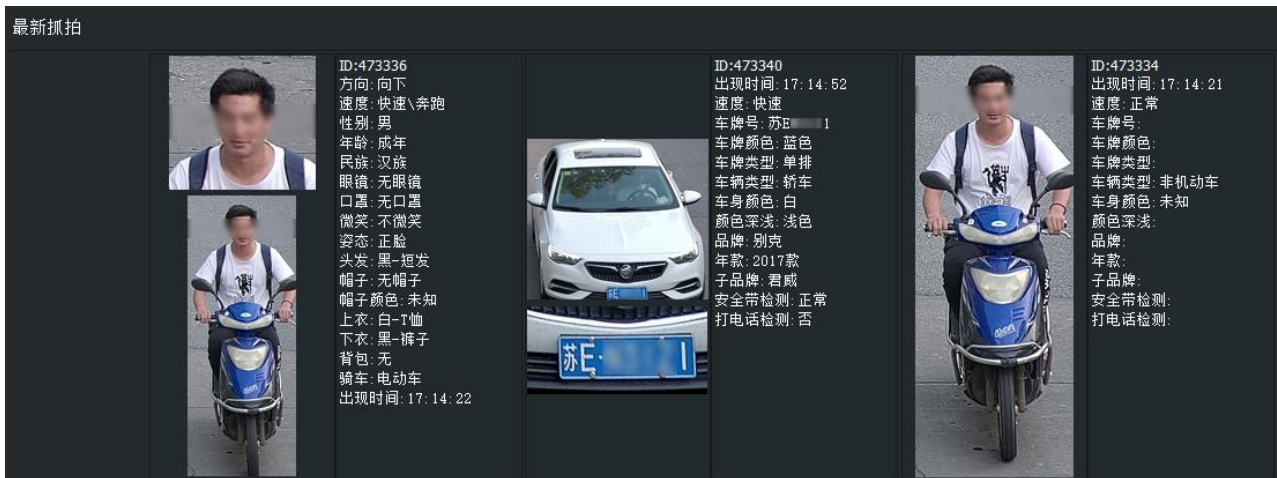 最新抓拍
ID:473336
方向:向下
速度:快速\奔跑
性别:男
年龄:成年
民族:汉族
眼镜:无眼镜
口罩:无口罩
微笑:不微笑
姿态:正脸
头发:黑-短发
帽子:无帽子
帽子颜色:未知
上衣:白-T恤
下衣:黑-裤子
背包:无
骑车:电动车
出现时间:17:14:22
苏E
苏E· 1
ID:473340
出现时间:17:14:52
速度:快速
车牌号:苏E 1
车牌颜色:蓝色
车牌类型:单排
车辆类型:轿车
车身颜色:白
颜色深浅:浅色
品牌:别克
年款:2017款
子品牌:君威
安全带检测:正常
打电话检测:否
ID:473334
出现时间:17:14:21
速度:正常
车牌号:
车牌颜色:
车牌类型:
车辆类型:非机动车
车身颜色:未知
颜色深浅:
品牌:
年款:
子品牌:
安全带检测:
打电话检测: